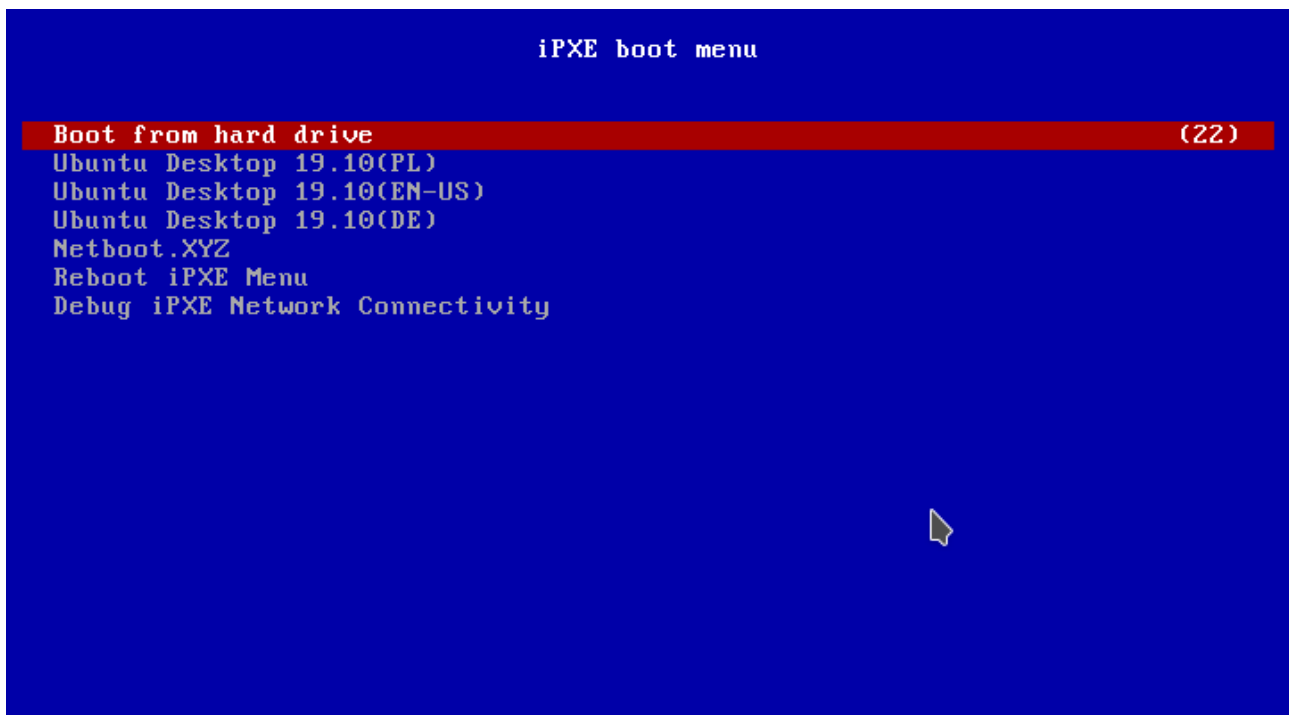 iPXE boot menu
Boot from hard drive (22)
Ubuntu Desktop 19.10(PL)
Ubuntu Desktop 19.10(EN-US)
Ubuntu Desktop 19.10(DE)
Netboot.XYZ
Reboot iPXE Menu
Debug iPXE Network Connectivity